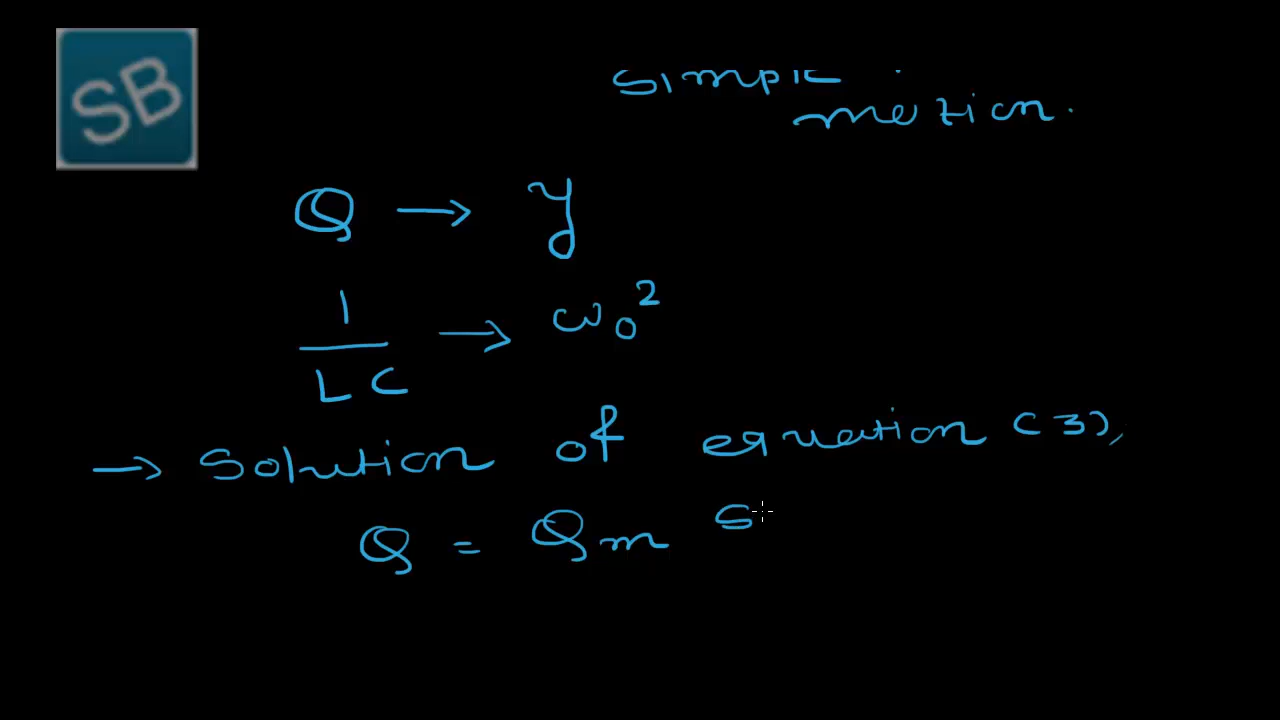 SB
simple
motion.
Q → y
1/LC → ω₀²
→ Solution of equation (3),
Q = Qm S